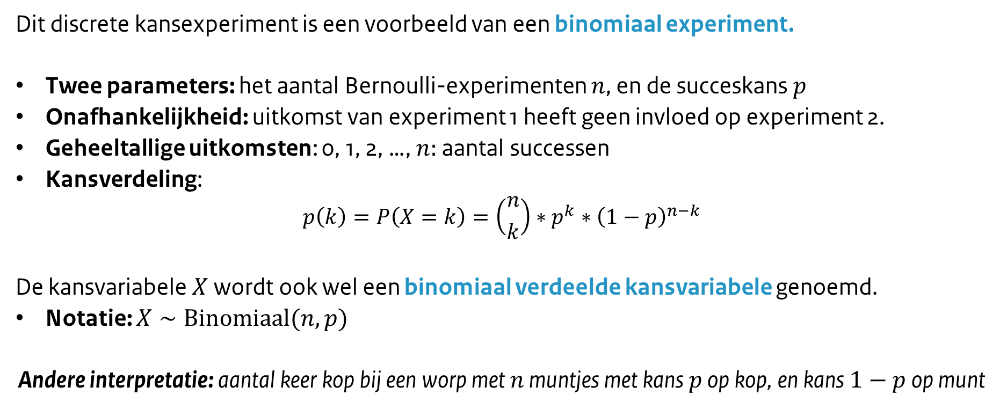 Dit discrete kansexperiment is een voorbeeld van een binomiaal experiment.
• Twee parameters: het aantal Bernoulli-experimenten n, en de succeskans p
• Onafhankelijkheid: uitkomst van experiment 1 heeft geen invloed op experiment 2.
• Geheeltallige uitkomsten: 0, 1, 2, …, n: aantal successen
• Kansverdeling:
p(k) = P(X = k) = (n k) * p^k * (1 − p)^{n−k}
De kansvariabele X wordt ook wel een binomiaal verdeelde kansvariabele genoemd.
• Notatie: X ~ Binomiaal(n, p)
Andere interpretatie: aantal keer kop bij een worp met n muntjes met kans p op kop, en kans 1 − p op munt